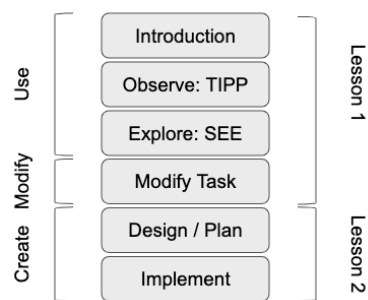 Introduction
Observe: TIPP
Explore: SEE
Modify Task
Design / Plan
Implement
Use
Modify
Create
Lesson 1
Lesson 2